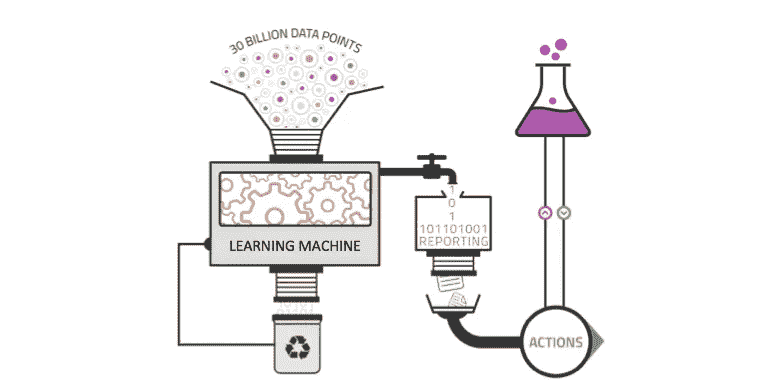 30 BILLION DATA POINTS
LEARNING MACHINE
1
0
1
101101001
REPORTING
ACTIONS